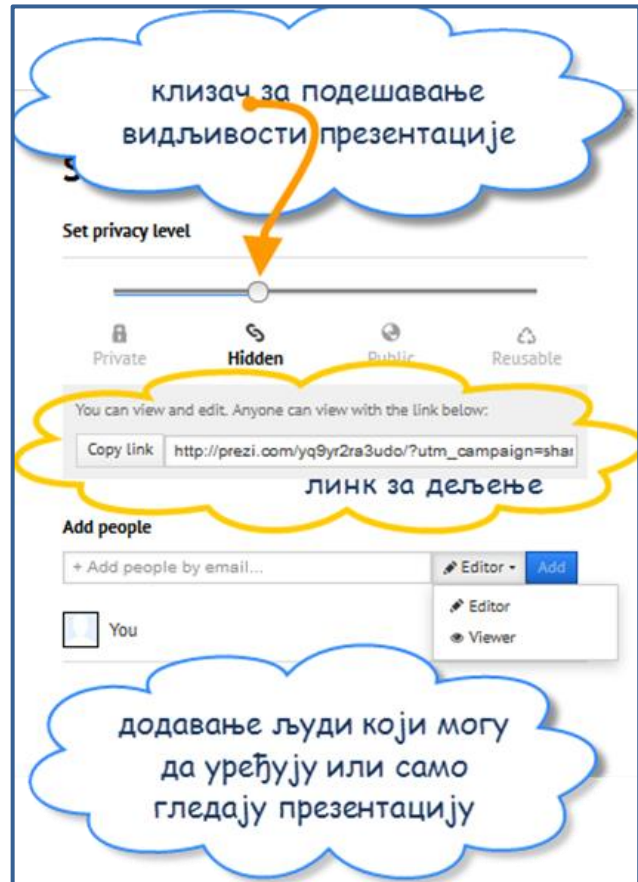 клизач за подешавање
видљивости презентације
S
Set privacy level
Private Hidden Public Reusable
You can view and edit. Anyone can view with the link below:
Copy link http://prezi.com/yq9yr2ra3udo/?utm_campaign=shar
линк за дељење
Add people
+ Add people by email... Editor Add
Editor
You
Viewer
додавање људи који могу
да уређују или само
гледају презентацију